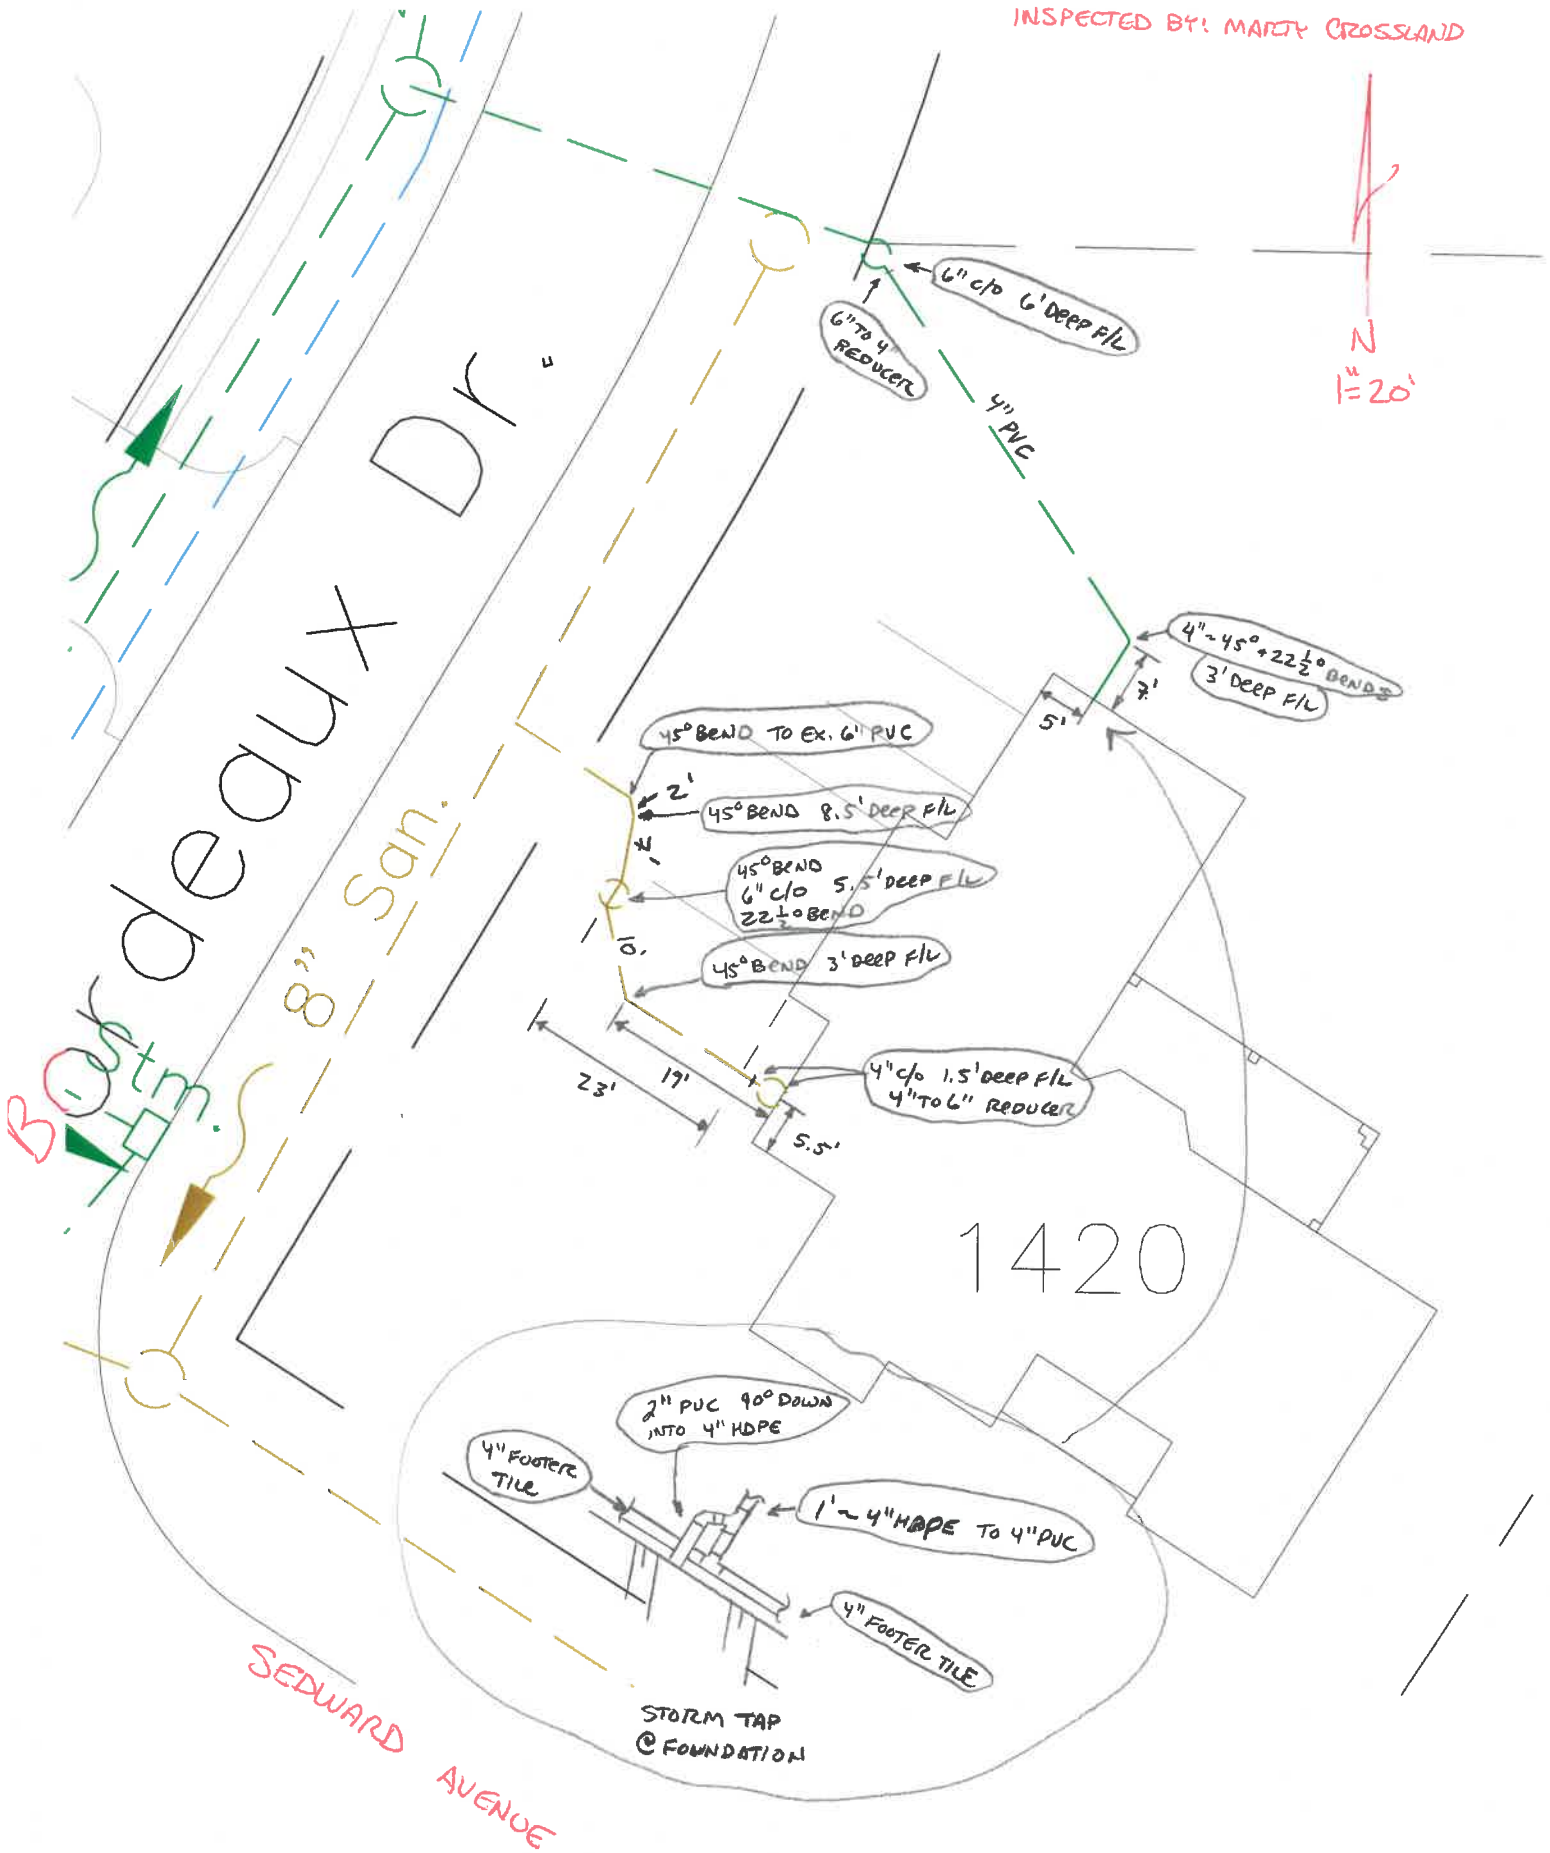 INSPECTED BY: MARTY CROSSLAND
N
1"=20'
6" C/O 6' DEEP F/L
6" TO 4"
REDUCER
4" PVC
4"~45° + 22½° BENDS
3' DEEP F/L
5'
Bordeaux Dr.
45° BEND TO EX. 6" PVC
2'
45° BEND 8.5' DEEP F/L
45° BEND
6" C/O 5.5' DEEP F/L
22½° BEND
10'
45° BEND 3' DEEP F/L
8" San.
Stm.
23'
19'
4" C/O 1.5' DEEP F/L
4" TO 6" REDUCER
5.5'
1420
2" PVC 90° DOWN
INTO 4" HDPE
4" FOOTER
TILE
1'~4" HDPE TO 4" PVC
4" FOOTER TILE
STORM TAP
@ FOUNDATION
SEDWARD AVENUE